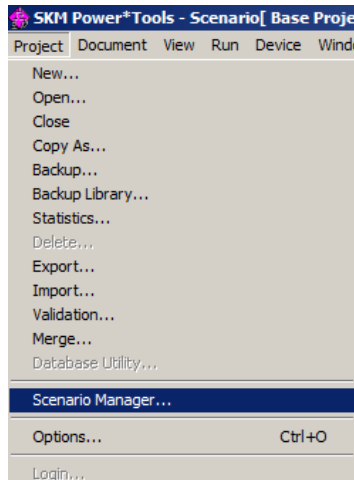 SKM Power*Tools - Scenario[ Base Proje
Project Document View Run Device Wind
New...
Open...
Close
Copy As...
Backup...
Backup Library...
Statistics...
Delete...
Export...
Import...
Validation...
Merge...
Database Utility...
Scenario Manager...
Options... Ctrl+O
Login...